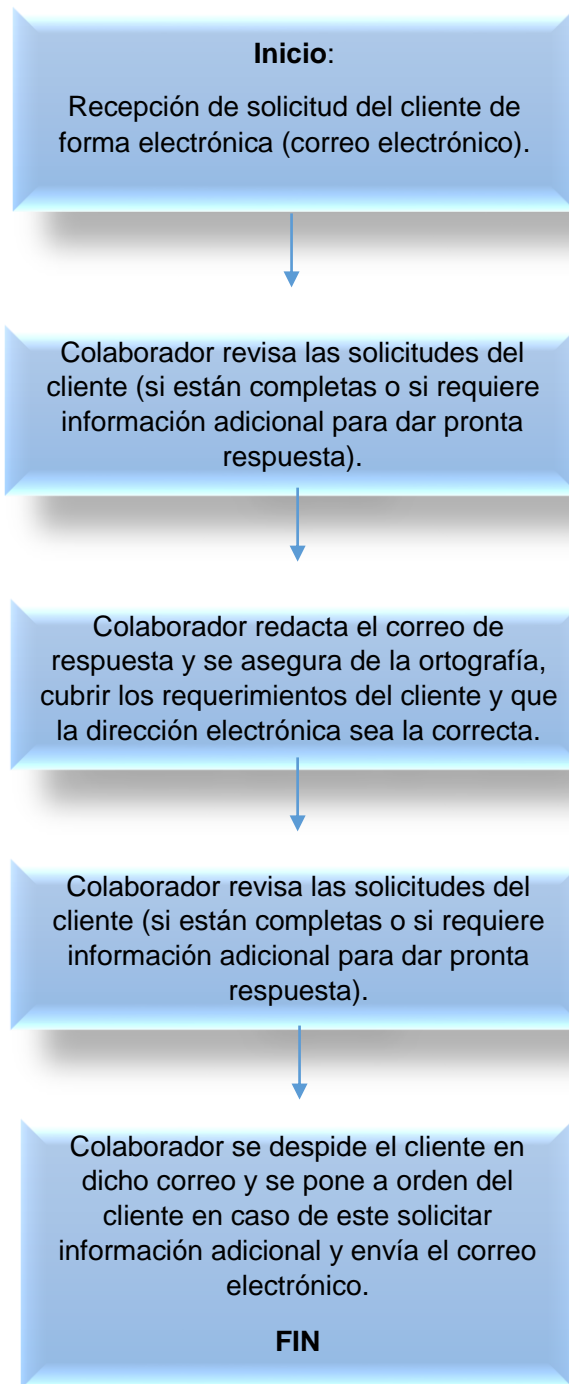 Inicio:
Recepción de solicitud del cliente de
forma electrónica (correo electrónico).
Colaborador revisa las solicitudes del
cliente (si están completas o si requiere
información adicional para dar pronta
respuesta).
Colaborador redacta el correo de
respuesta y se asegura de la ortografía,
cubrir los requerimientos del cliente y que
la dirección electrónica sea la correcta.
Colaborador revisa las solicitudes del
cliente (si están completas o si requiere
información adicional para dar pronta
respuesta).
Colaborador se despide el cliente en
dicho correo y se pone a orden del
cliente en caso de este solicitar
información adicional y envía el correo
electrónico.
FIN